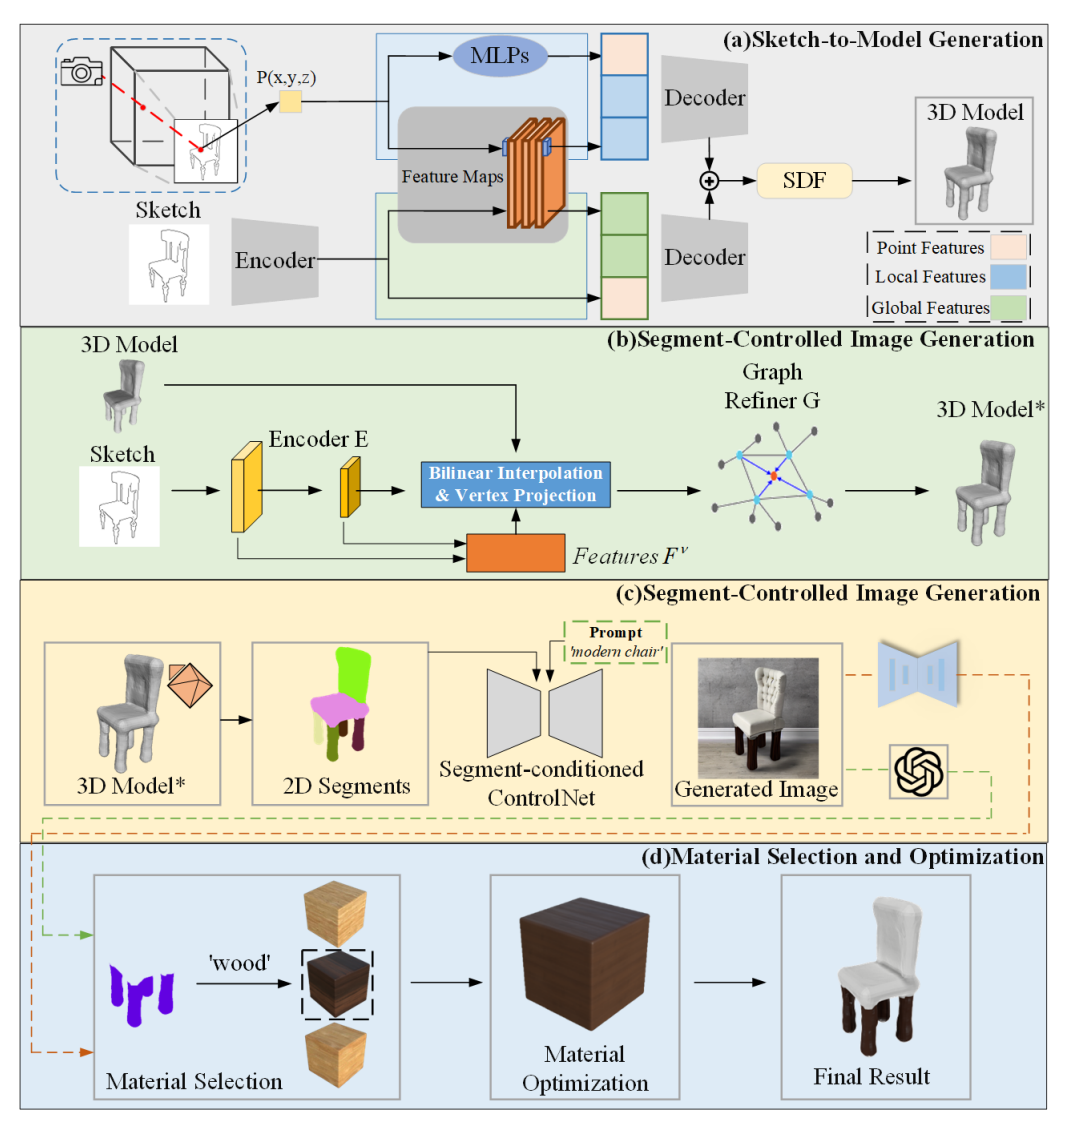 (a)Sketch-to-Model Generation
P(x,y,z)
MLPs
Decoder
3D Model
Feature Maps
SDF
Sketch
Encoder
Decoder
Point Features
Local Features
Global Features
(b)Segment-Controlled Image Generation
3D Model
Graph
Refiner G
3D Model*
Sketch
Encoder E
Bilinear Interpolation
& Vertex Projection
Features Fᵛ
(c)Segment-Controlled Image Generation
Prompt
'modern chair'
3D Model*
2D Segments
Segment-conditioned
ControlNet
Generated Image
(d)Material Selection and Optimization
'wood'
Material Selection
Material
Optimization
Final Result